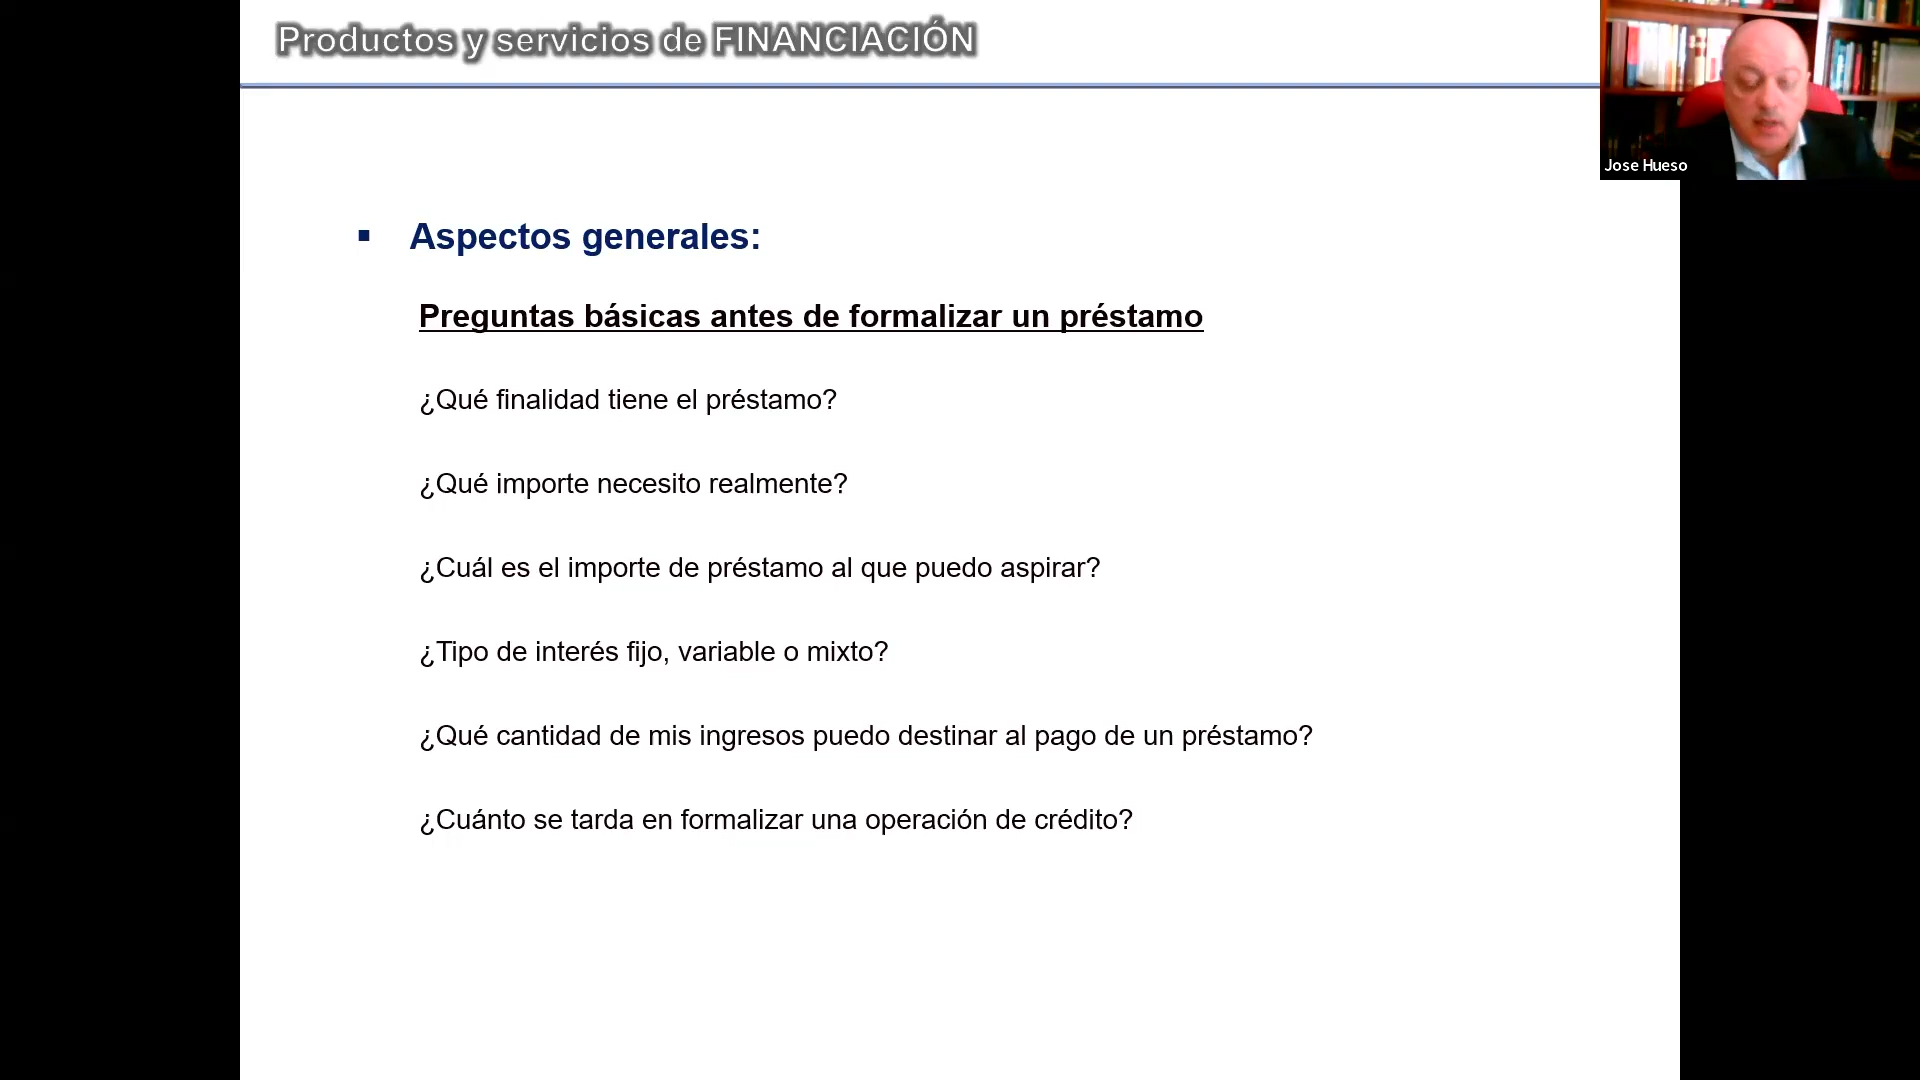 Productos y servicios de FINANCIACIÓN
Jose Hueso
▪ Aspectos generales:
Preguntas básicas antes de formalizar un préstamo
¿Qué finalidad tiene el préstamo?
¿Qué importe necesito realmente?
¿Cuál es el importe de préstamo al que puedo aspirar?
¿Tipo de interés fijo, variable o mixto?
¿Qué cantidad de mis ingresos puedo destinar al pago de un préstamo?
¿Cuánto se tarda en formalizar una operación de crédito?